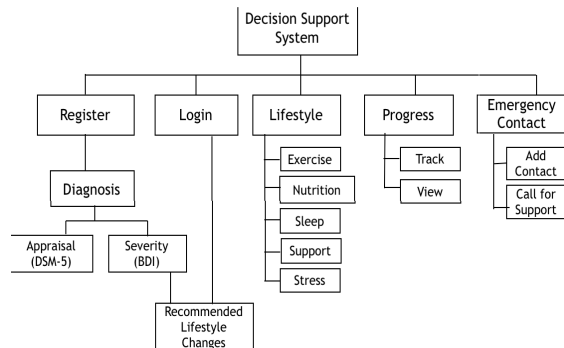 Decision Support
System
Register
Login
Lifestyle
Progress
Emergency
Contact
Exercise
Nutrition
Sleep
Support
Stress
Track
View
Add
Contact
Call for
Support
Diagnosis
Appraisal
(DSM-5)
Severity
(BDI)
Recommended
Lifestyle
Changes